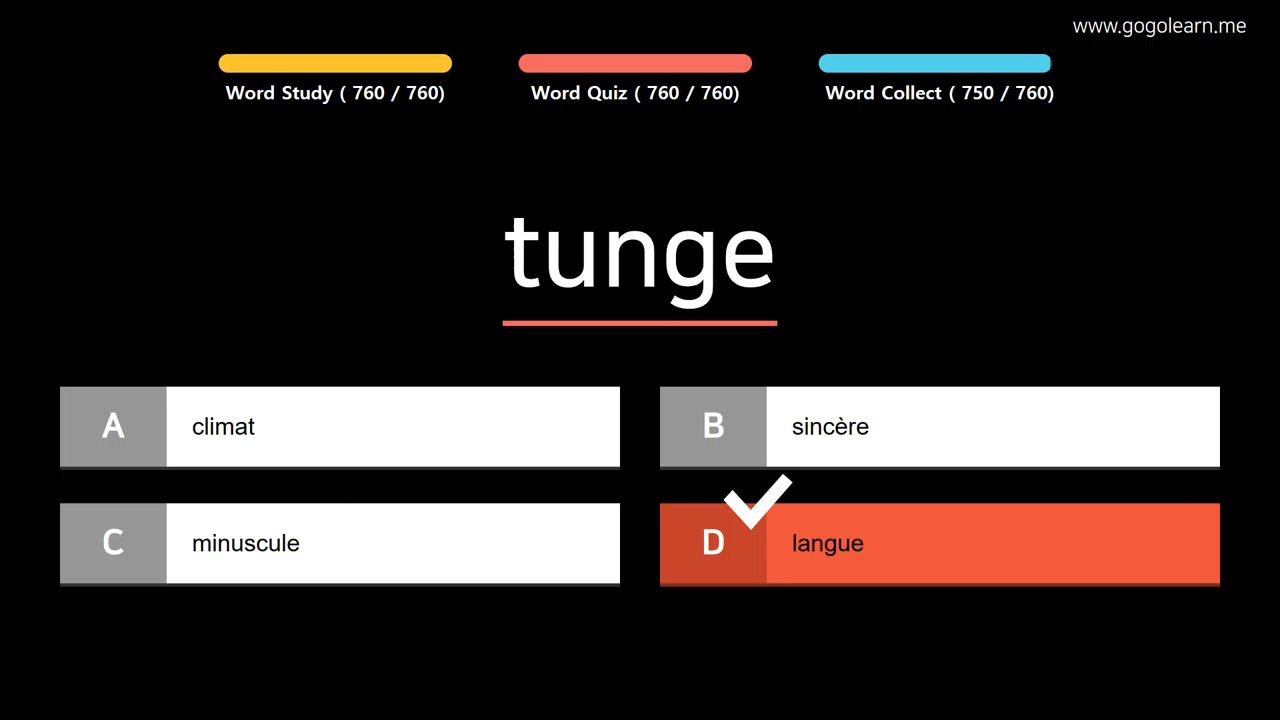 www.gogolearn.me
Word Study ( 760 / 760)
Word Quiz ( 760 / 760)
Word Collect ( 750 / 760)
tunge
A
climat
B
sincère
C
minuscule
D
langue